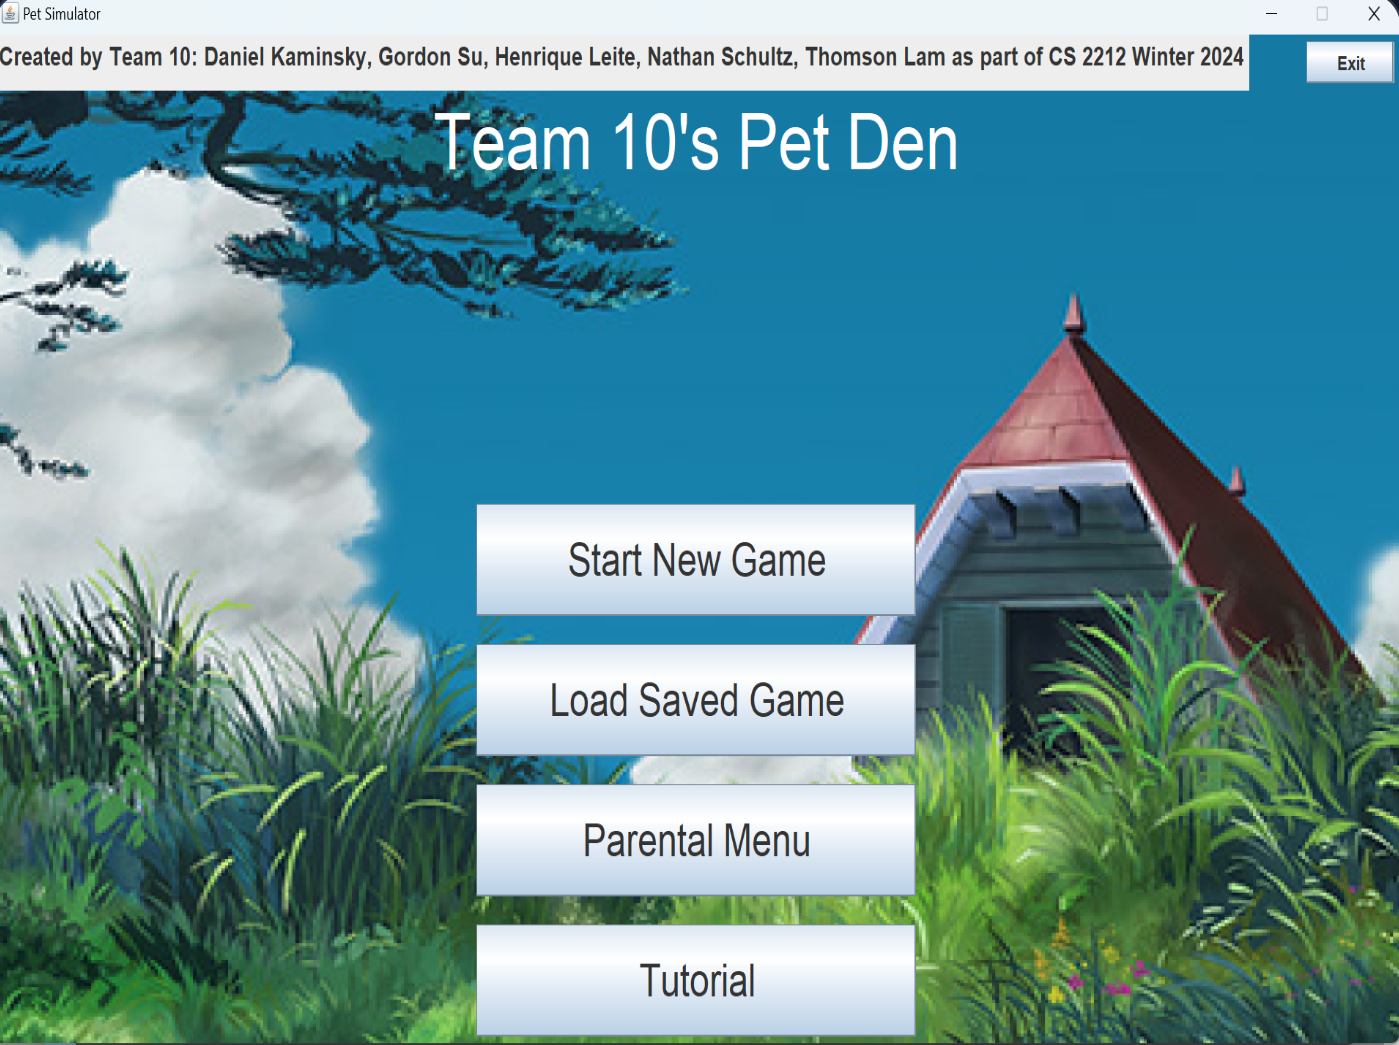 Pet Simulator
Created by Team 10: Daniel Kaminsky, Gordon Su, Henrique Leite, Nathan Schultz, Thomson Lam as part of CS 2212 Winter 2024
Exit
Team 10's Pet Den
Start New Game
Load Saved Game
Parental Menu
Tutorial